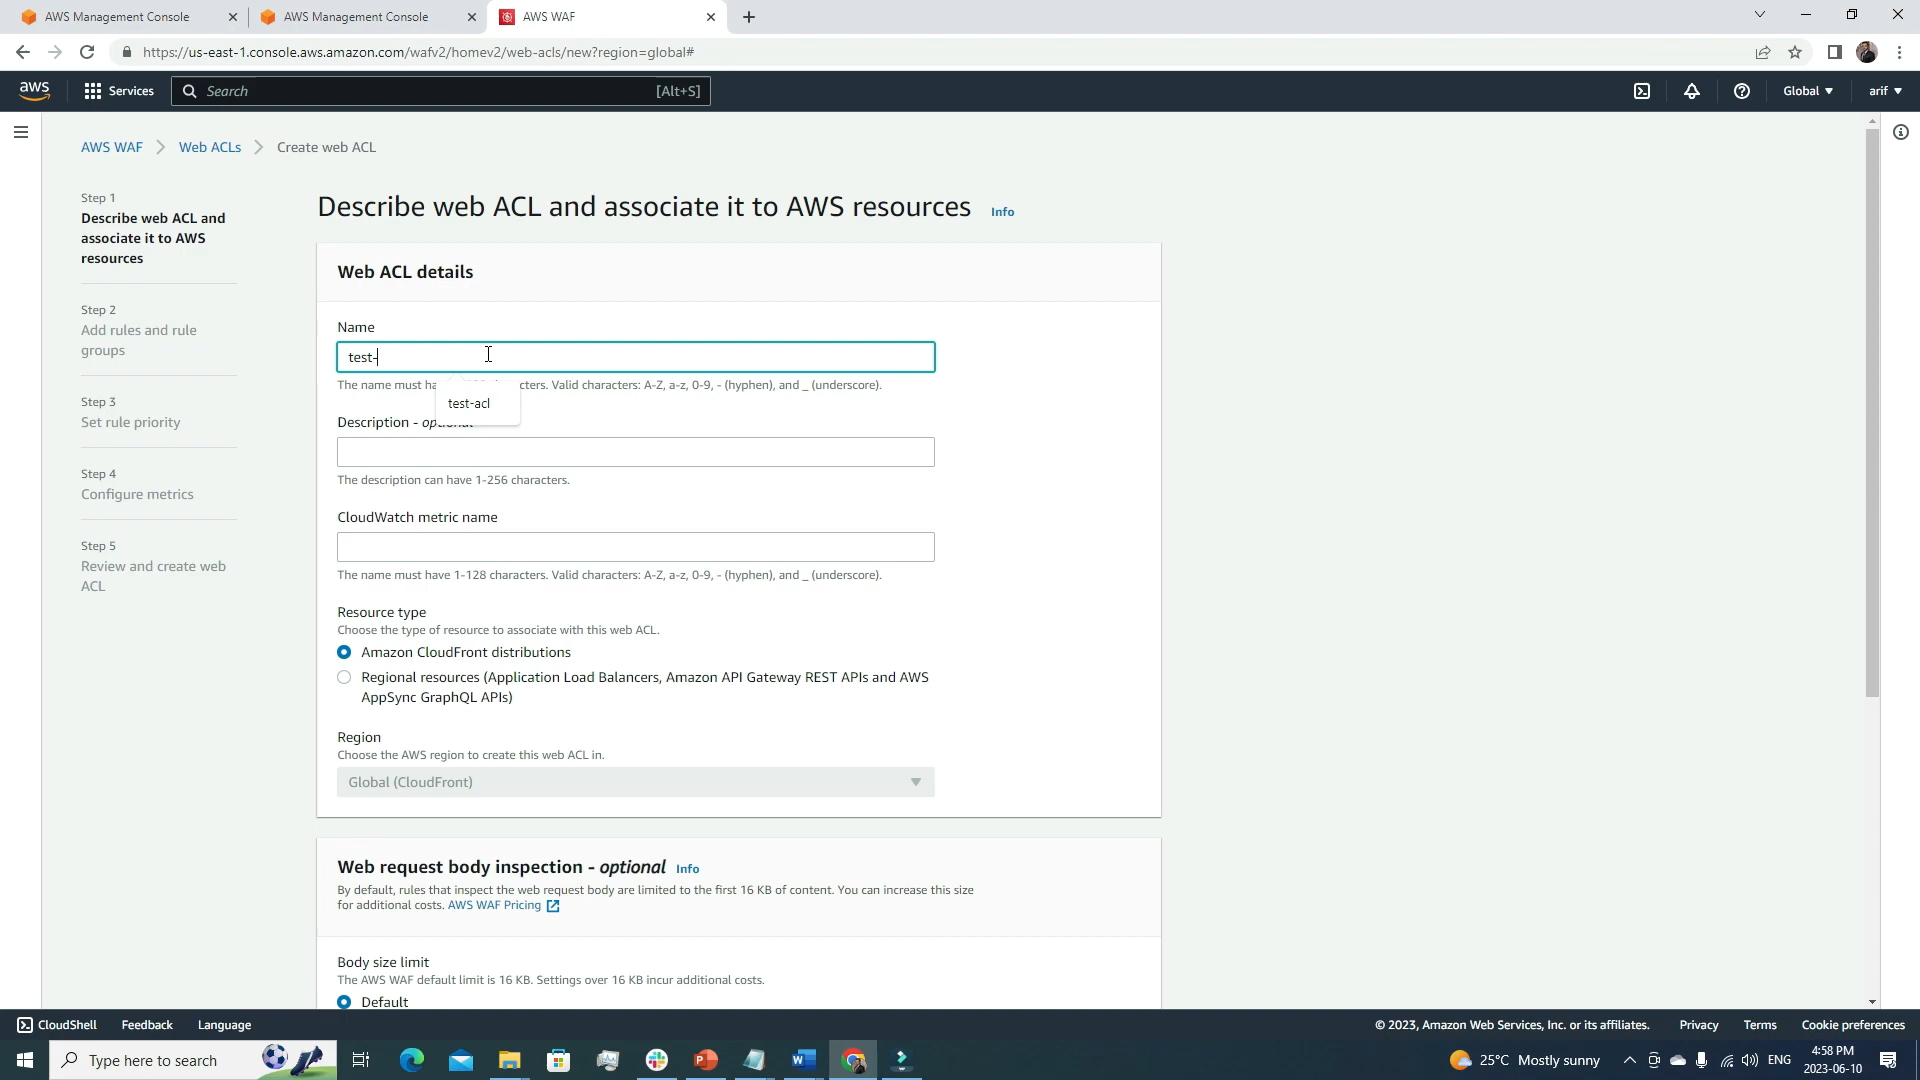 AWS Management Console
AWS Management Console
AWS WAF
https://us-east-1.console.aws.amazon.com/wafv2/homev2/web-acls/new?region=global#
aws
Services
Search
[Alt+S]
Global
arif
AWS WAF
Web ACLs
Create web ACL
Step 1
Describe web ACL and
associate it to AWS
resources
Step 2
Add rules and rule
groups
Step 3
Set rule priority
Step 4
Configure metrics
Step 5
Review and create web
ACL
Describe web ACL and associate it to AWS resources
Info
Web ACL details
Name
test-
The name must ha cters. Valid characters: A-Z, a-z, 0-9, - (hyphen), and _ (underscore).
test-acl
Description -
The description can have 1-256 characters.
CloudWatch metric name
The name must have 1-128 characters. Valid characters: A-Z, a-z, 0-9, - (hyphen), and _ (underscore).
Resource type
Choose the type of resource to associate with this web ACL.
Amazon CloudFront distributions
Regional resources (Application Load Balancers, Amazon API Gateway REST APIs and AWS
AppSync GraphQL APIs)
Region
Choose the AWS region to create this web ACL in.
Global (CloudFront)
Web request body inspection - optional Info
By default, rules that inspect the web request body are limited to the first 16 KB of content. You can increase this size
for additional costs. AWS WAF Pricing
Body size limit
The AWS WAF default limit is 16 KB. Settings over 16 KB incur additional costs.
Default
CloudShell
Feedback
Language
© 2023, Amazon Web Services, Inc. or its affiliates.
Privacy
Terms
Cookie preferences
Type here to search
25°C Mostly sunny
ENG
4:58 PM
2023-06-10